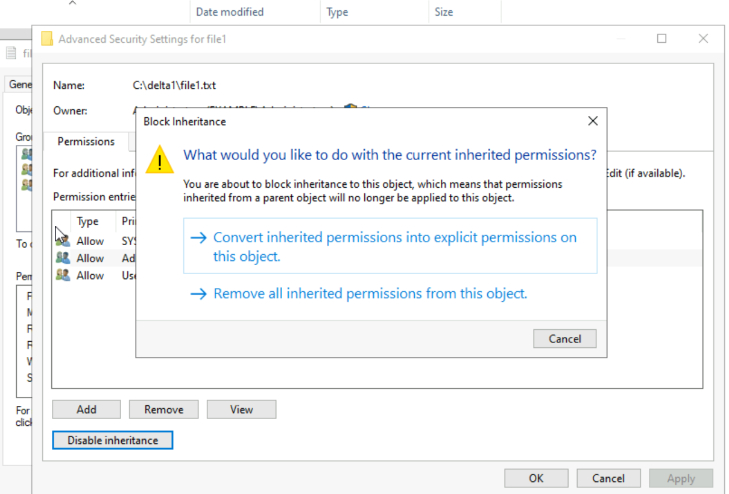 Date modified
Type
Size
Advanced Security Settings for file1
Gene
Name:
C:\delta1\file1.txt
Obje
Owner:
Block Inheritance
Grou
Permissions
What would you like to do with the current inherited permissions?
For additional inf
Edit (if available).
You are about to block inheritance to this object, which means that permissions
inherited from a parent object will no longer be applied to this object.
Permission entrie
Type
Pri
Convert inherited permissions into explicit permissions on
this object.
To c
Allow
SYS
Allow
Ad
Allow
Use
Remove all inherited permissions from this object.
Cancel
For
click
Add
Remove
View
Disable inheritance
OK
Cancel
Apply